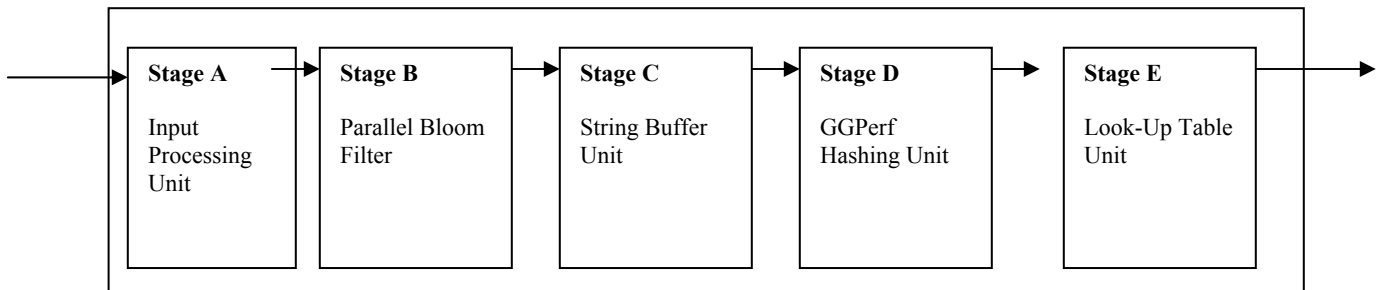 Stage A
Input
Processing
Unit
Stage B
Parallel Bloom
Filter
Stage C
String Buffer
Unit
Stage D
GGPerf
Hashing Unit
Stage E
Look-Up Table
Unit